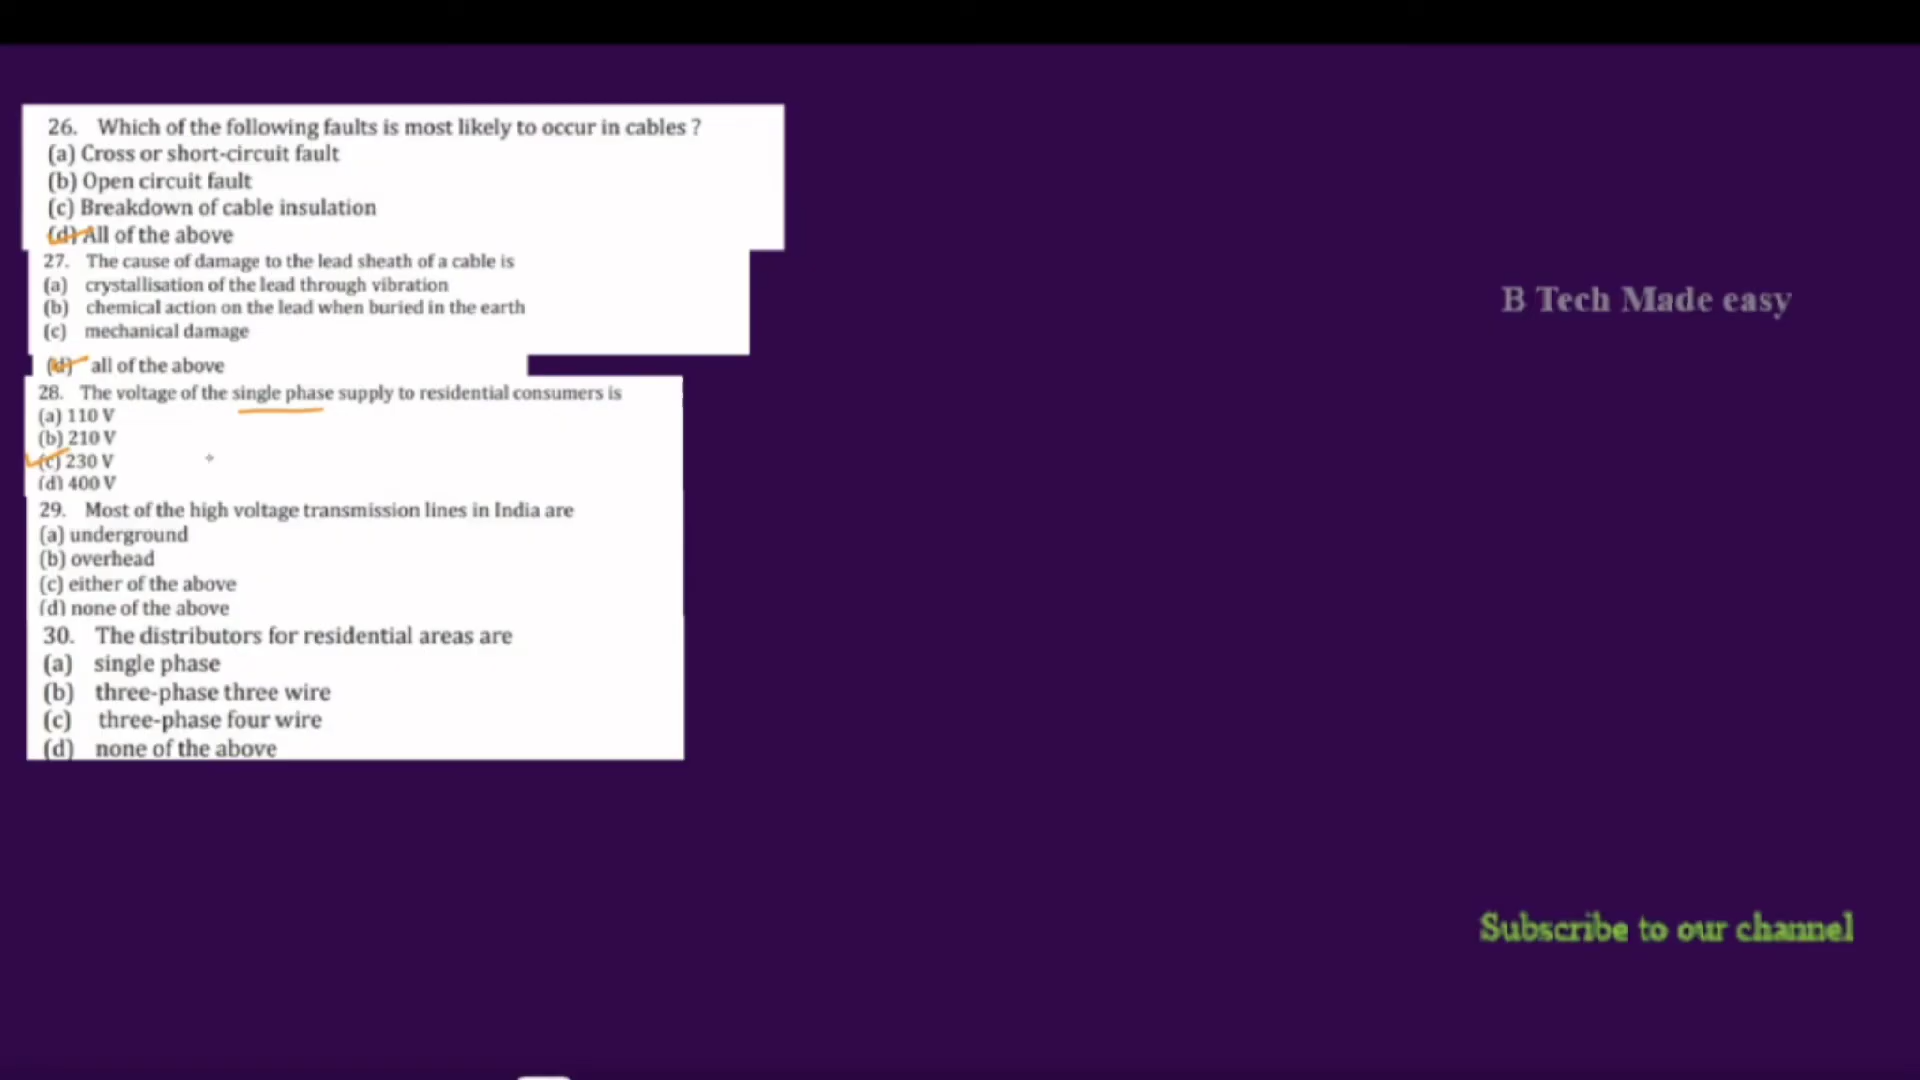 26. Which of the following faults is most likely to occur in cables ?
(a) Cross or short-circuit fault
(b) Open circuit fault
(c) Breakdown of cable insulation
(d) All of the above
27. The cause of damage to the lead sheath of a cable is
(a) crystallisation of the lead through vibration
(b) chemical action on the lead when buried in the earth
(c) mechanical damage
(d) all of the above
28. The voltage of the single phase supply to residential consumers is
(a) 110 V
(b) 210 V
(c) 230 V
(d) 400 V
29. Most of the high voltage transmission lines in India are
(a) underground
(b) overhead
(c) either of the above
(d) none of the above
30. The distributors for residential areas are
(a) single phase
(b) three-phase three wire
(c) three-phase four wire
(d) none of the above
B Tech Made easy
Subscribe to our channel